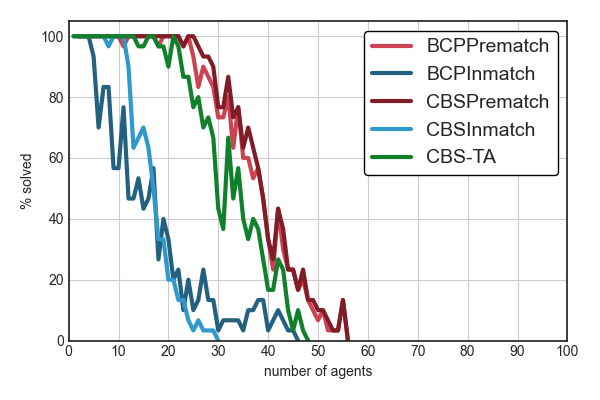 100
80
60
40
20
0
% solved
BCPPrematch
BCPInmatch
CBSPrematch
CBSInmatch
CBS-TA
0 10 20 30 40 50 60 70 80 90 100
number of agents